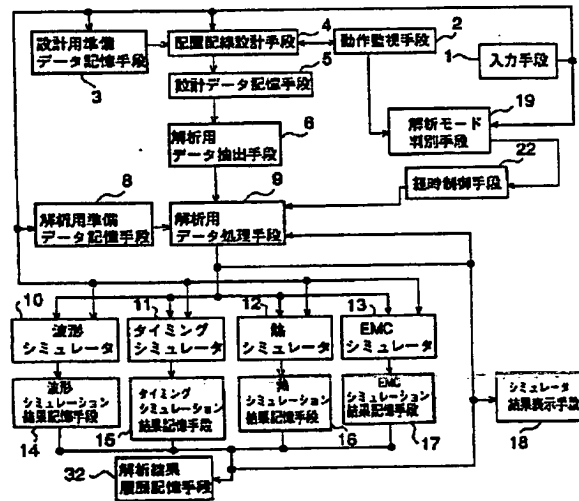 4
2
設計用準備
データ記憶手段
配置配線設計手段
動作監視手段
1
入力手段
3
5
設計データ記憶手段
19
6
解析モード
判別手段
解析用
データ抽出手段
22
8
9
経時制御手段
解析用準備
データ記憶手段
解析用
データ処理手段
10
11
12
13
波形
シミュレータ
タイミング
シミュレータ
熱
シミュレータ
EMC
シミュレータ
波形
シミュレーション
結果記憶手段
タイミング
シミュレーション
結果記憶手段
熱
シミュレーション
結果記憶手段
EMC
シミュレーション
結果記憶手段
シミュレータ
結果表示手段
14
15
16
17
18
32
解析結果
履歴記憶手段